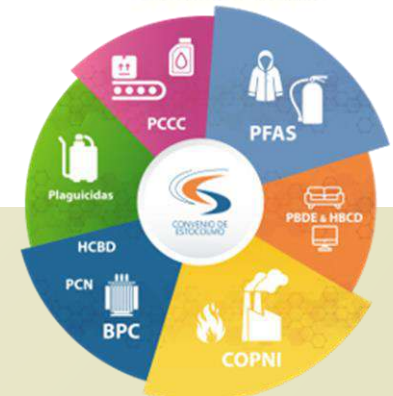 PCCC
PFAS
Plaguicidas
CONVENIO DE
ESTOCOLMO
PBDE & HBCD
HCBD
PCN
BPC
COPNI